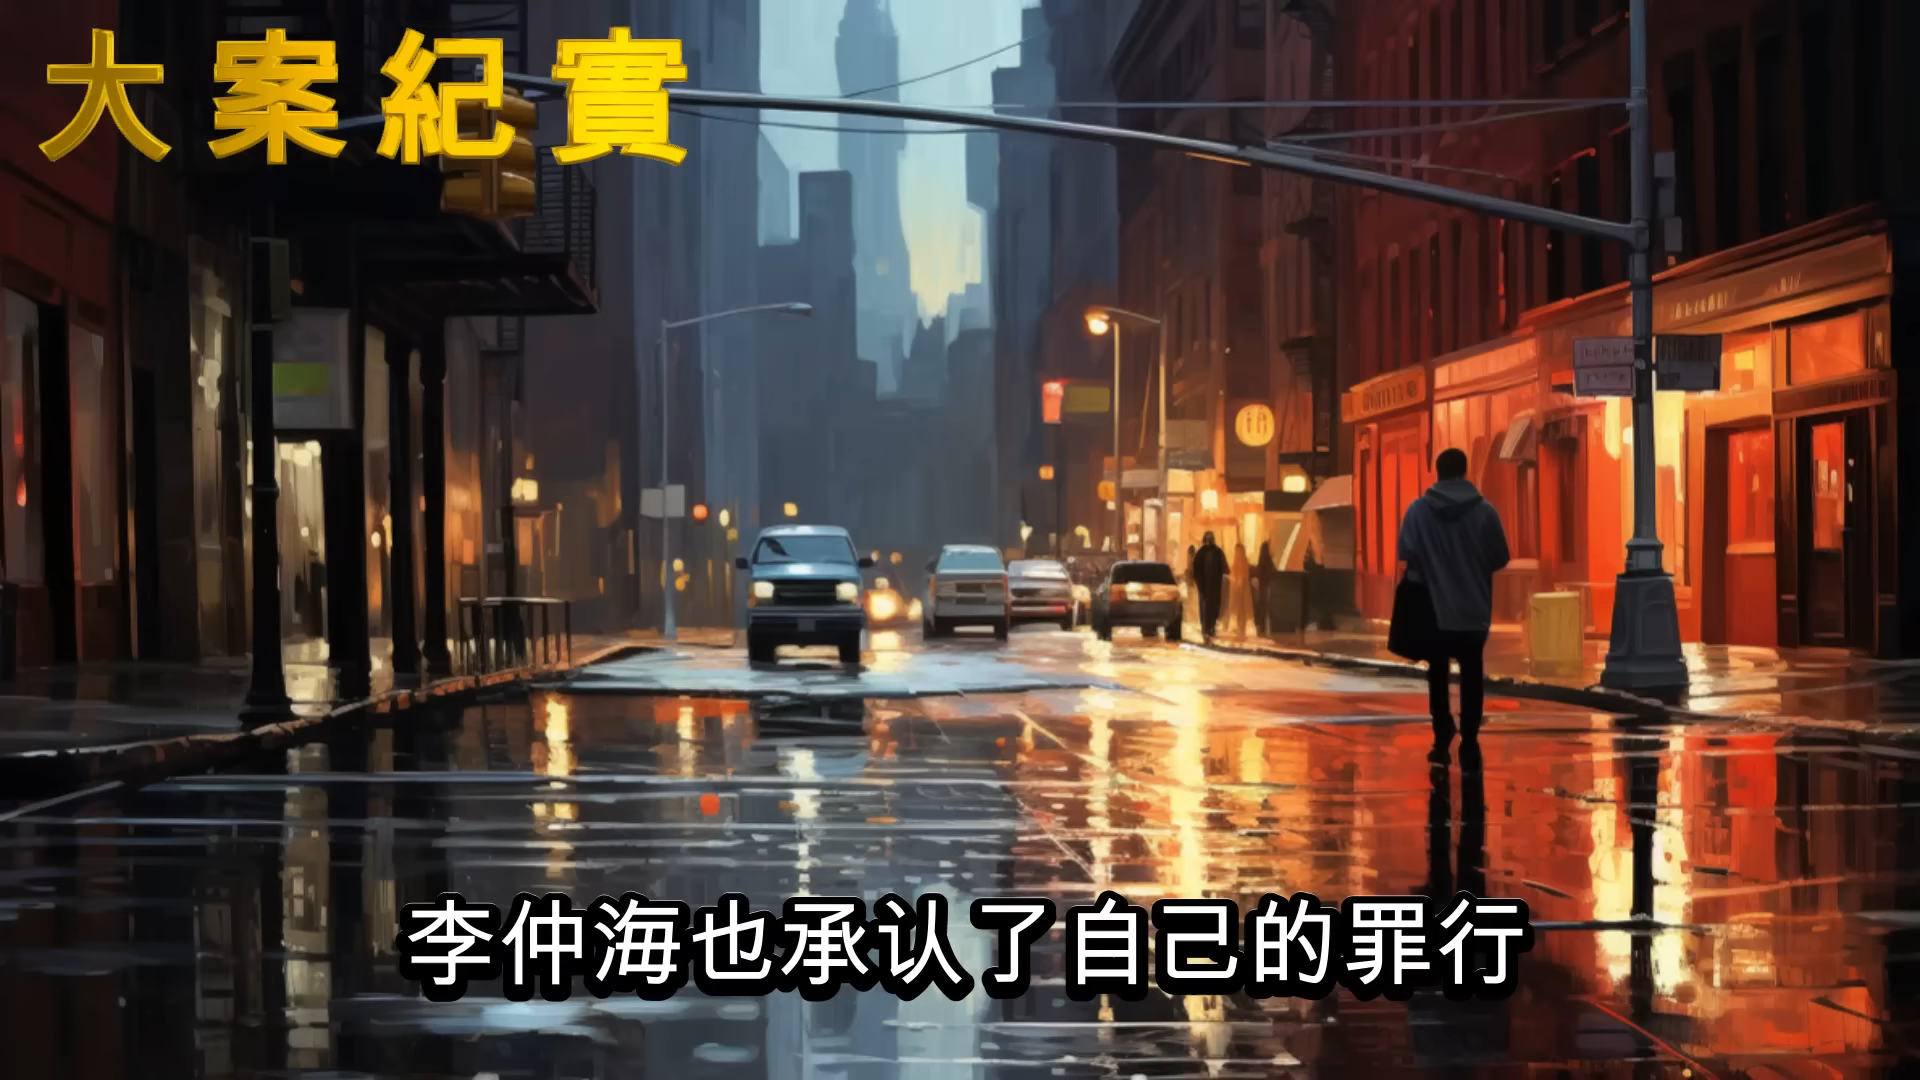 大案紀實
李仲海也承认了自己的罪行